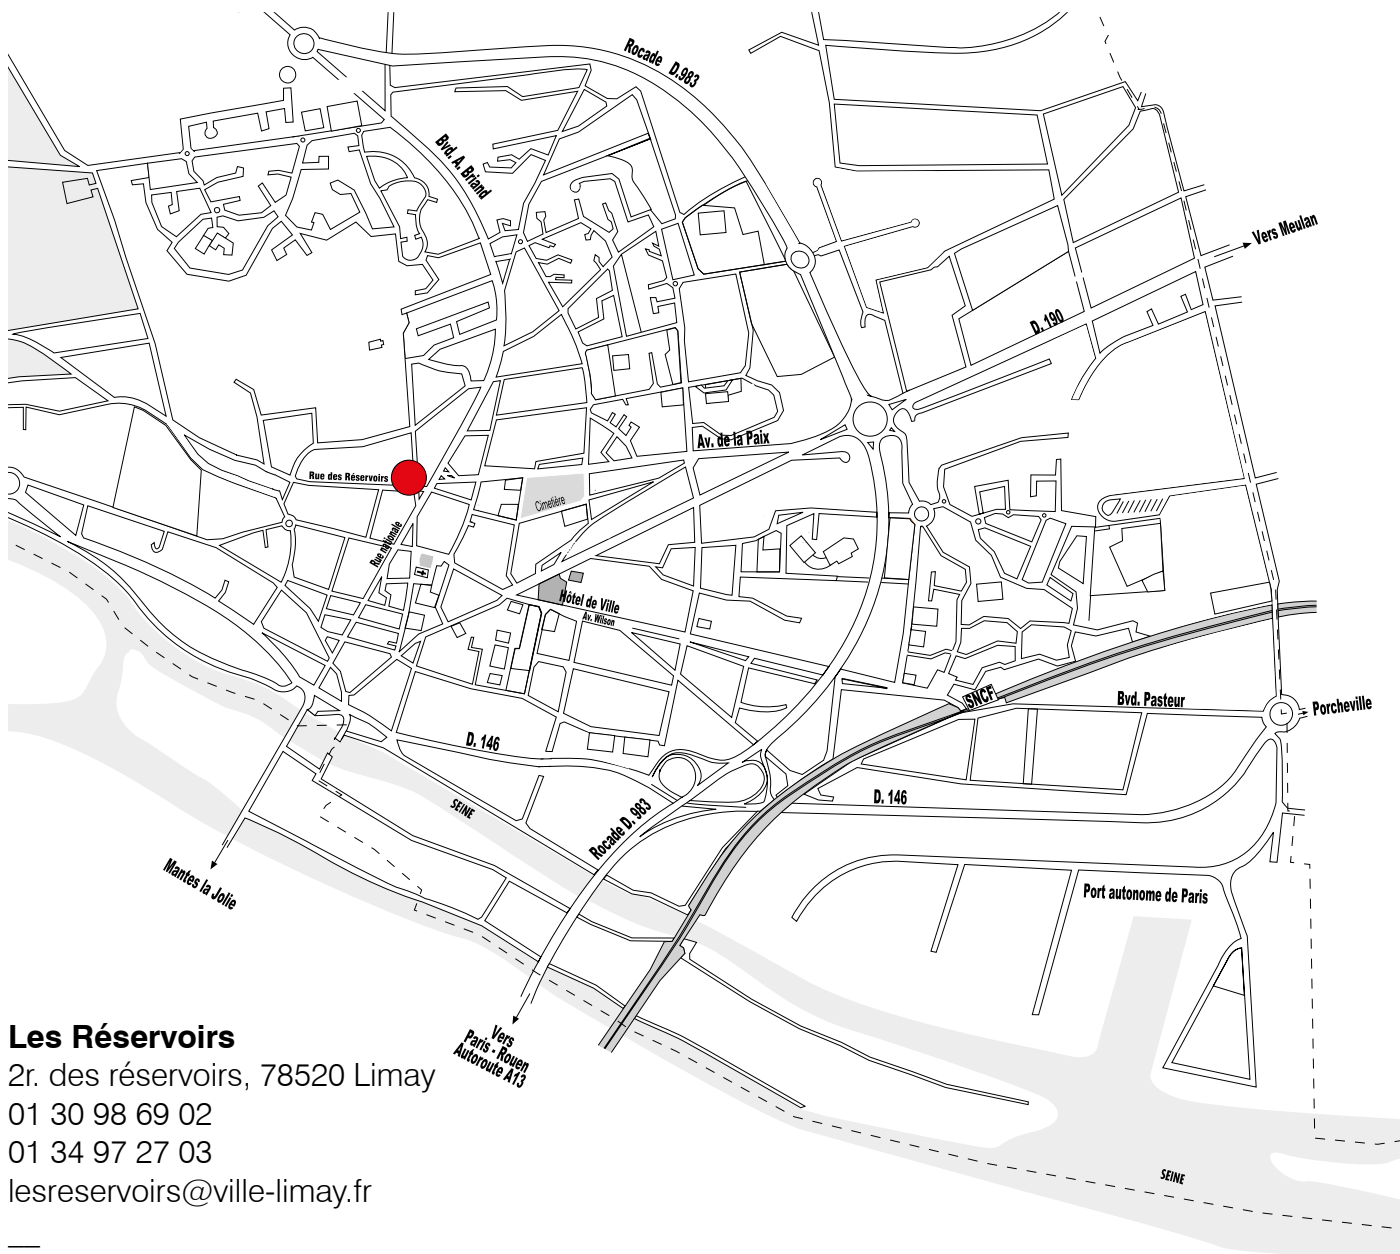 Rocade D.983
Bvd. A. Briand
Vers Meulan
D. 190
Av. de la Paix
Rue des Réservoirs
Cimetière
Rue nationale
Hôtel de Ville
Av. Wilson
SNCF
Bvd. Pasteur
Porcheville
D. 146
D. 146
SEINE
Rocade D. 983
Mantes la Jolie
Port autonome de Paris
Vers
Paris - Rouen
Autoroute A13
SEINE
Les Réservoirs
2r. des réservoirs, 78520 Limay
01 30 98 69 02
01 34 97 27 03
lesreservoirs@ville-limay.fr